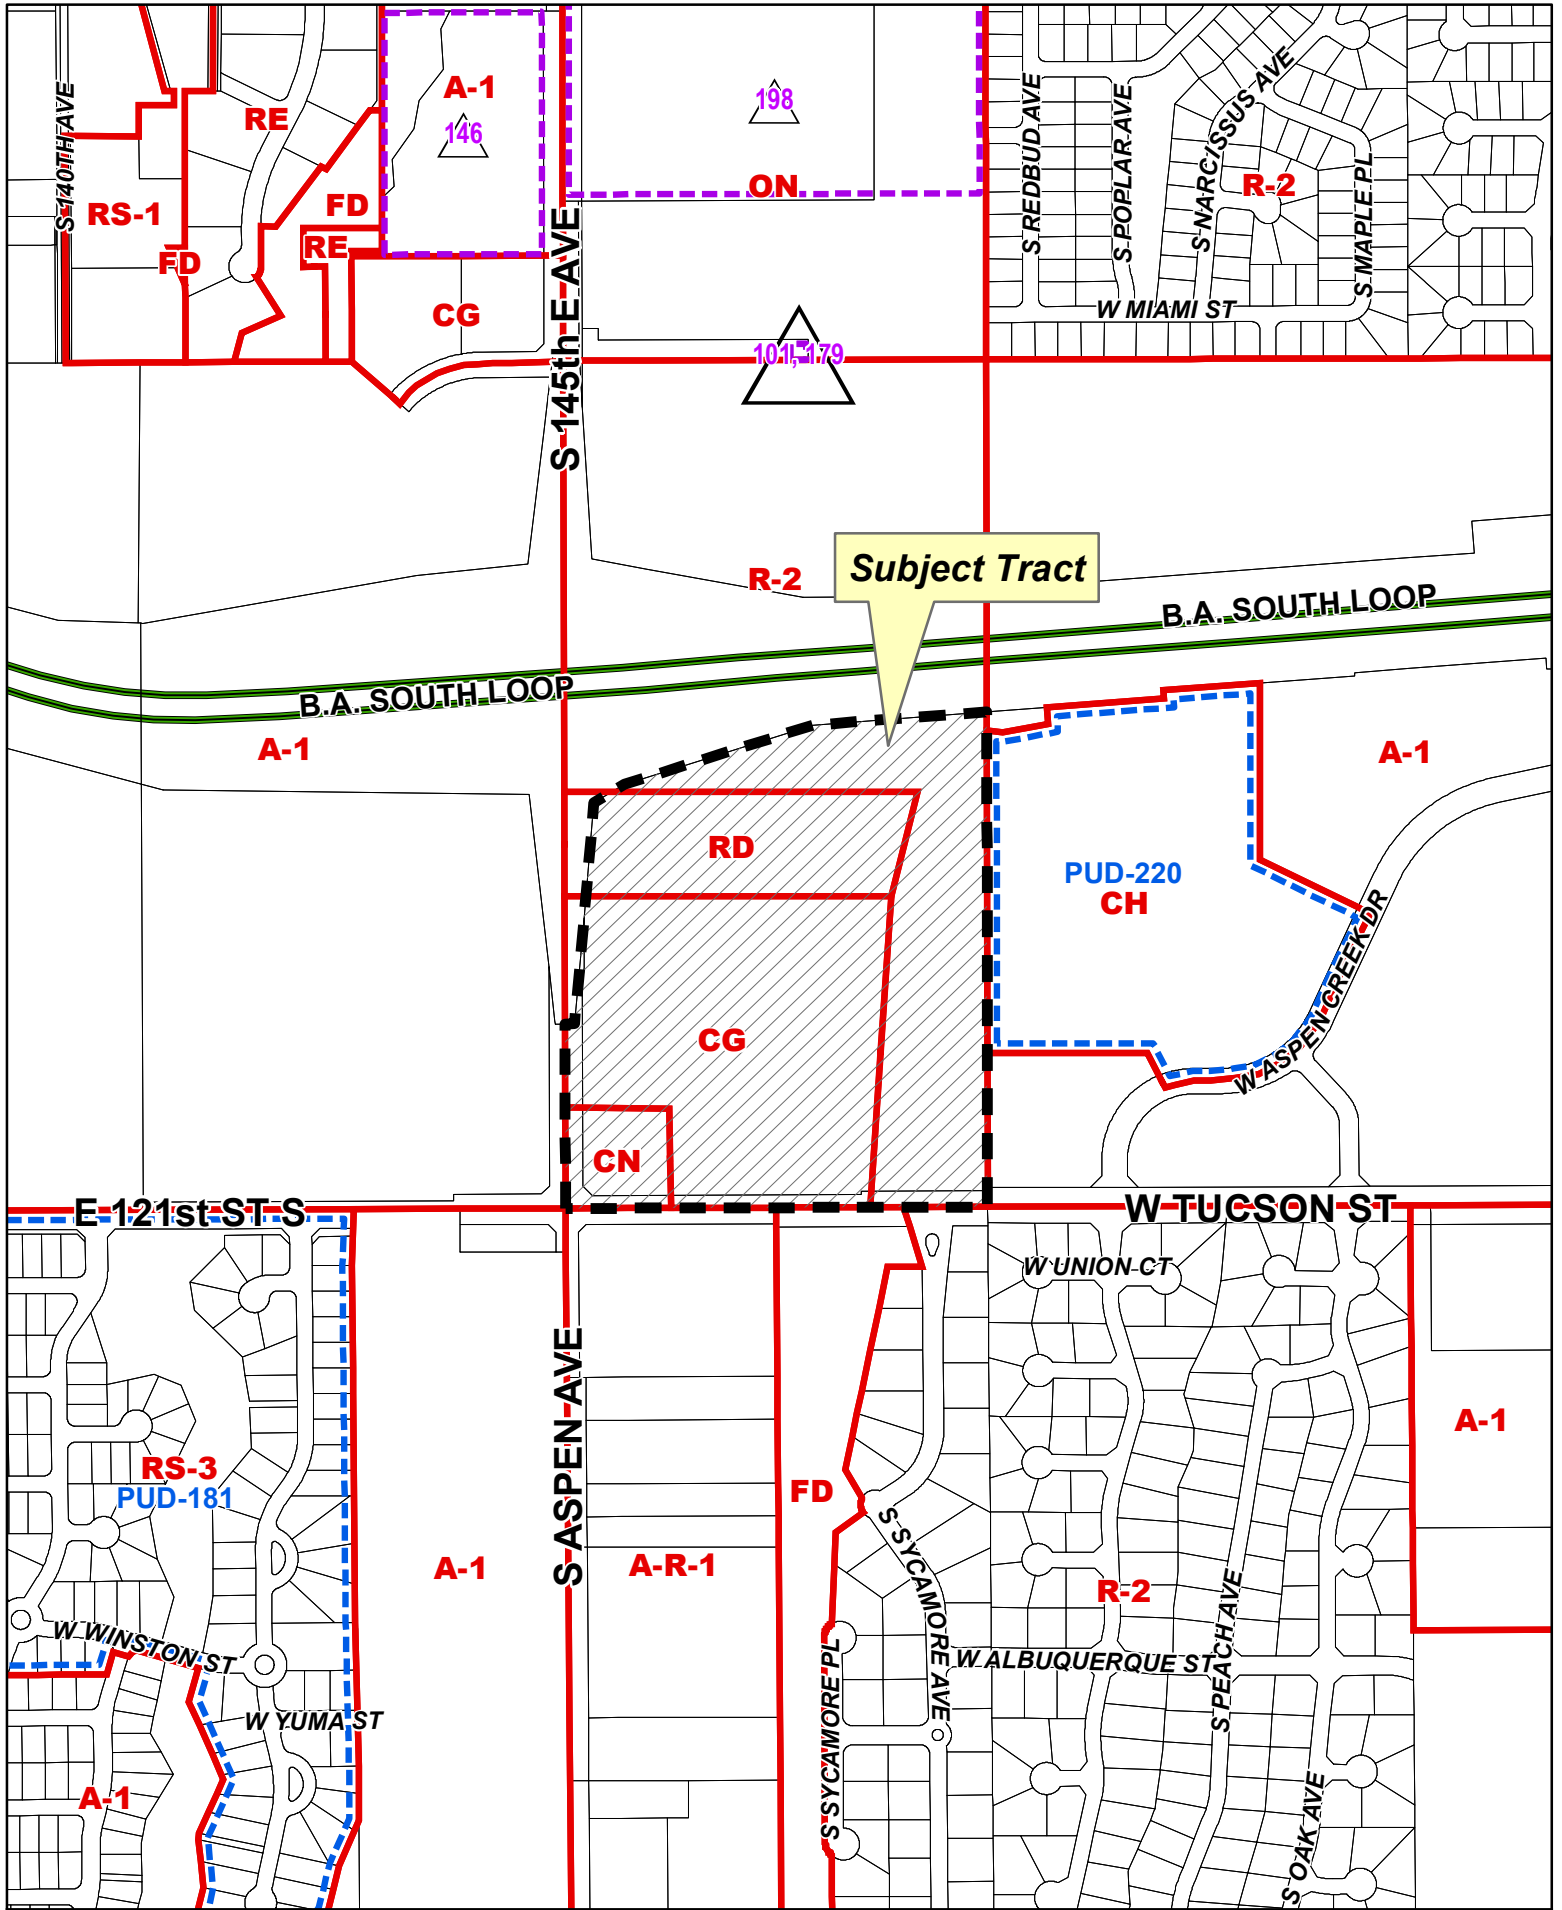 A-1
146
198
ON
RE
S 140TH AVE
RS-1
FD
FD
RE
CG
S 145th E AVE
S REDBUD AVE
S POPLAR AVE
S NARCISSUS AVE
R-2
S MAPLE PL
W MIAMI ST
101, 179
R-2
Subject Tract
B.A. SOUTH LOOP
B.A. SOUTH LOOP
A-1
A-1
RD
PUD-220
CH
W ASPEN CREEK DR
CG
CN
E 121st ST S
W TUCSON ST
W UNION CT
S ASPEN AVE
A-1
RS-3
PUD-181
FD
A-1
A-R-1
S SYCAMORE AVE
R-2
S PEACH AVE
W WINSTON ST
W ALBUQUERQUE ST
S SYCAMORE PL
W YUMA ST
A-1
S OAK AVE